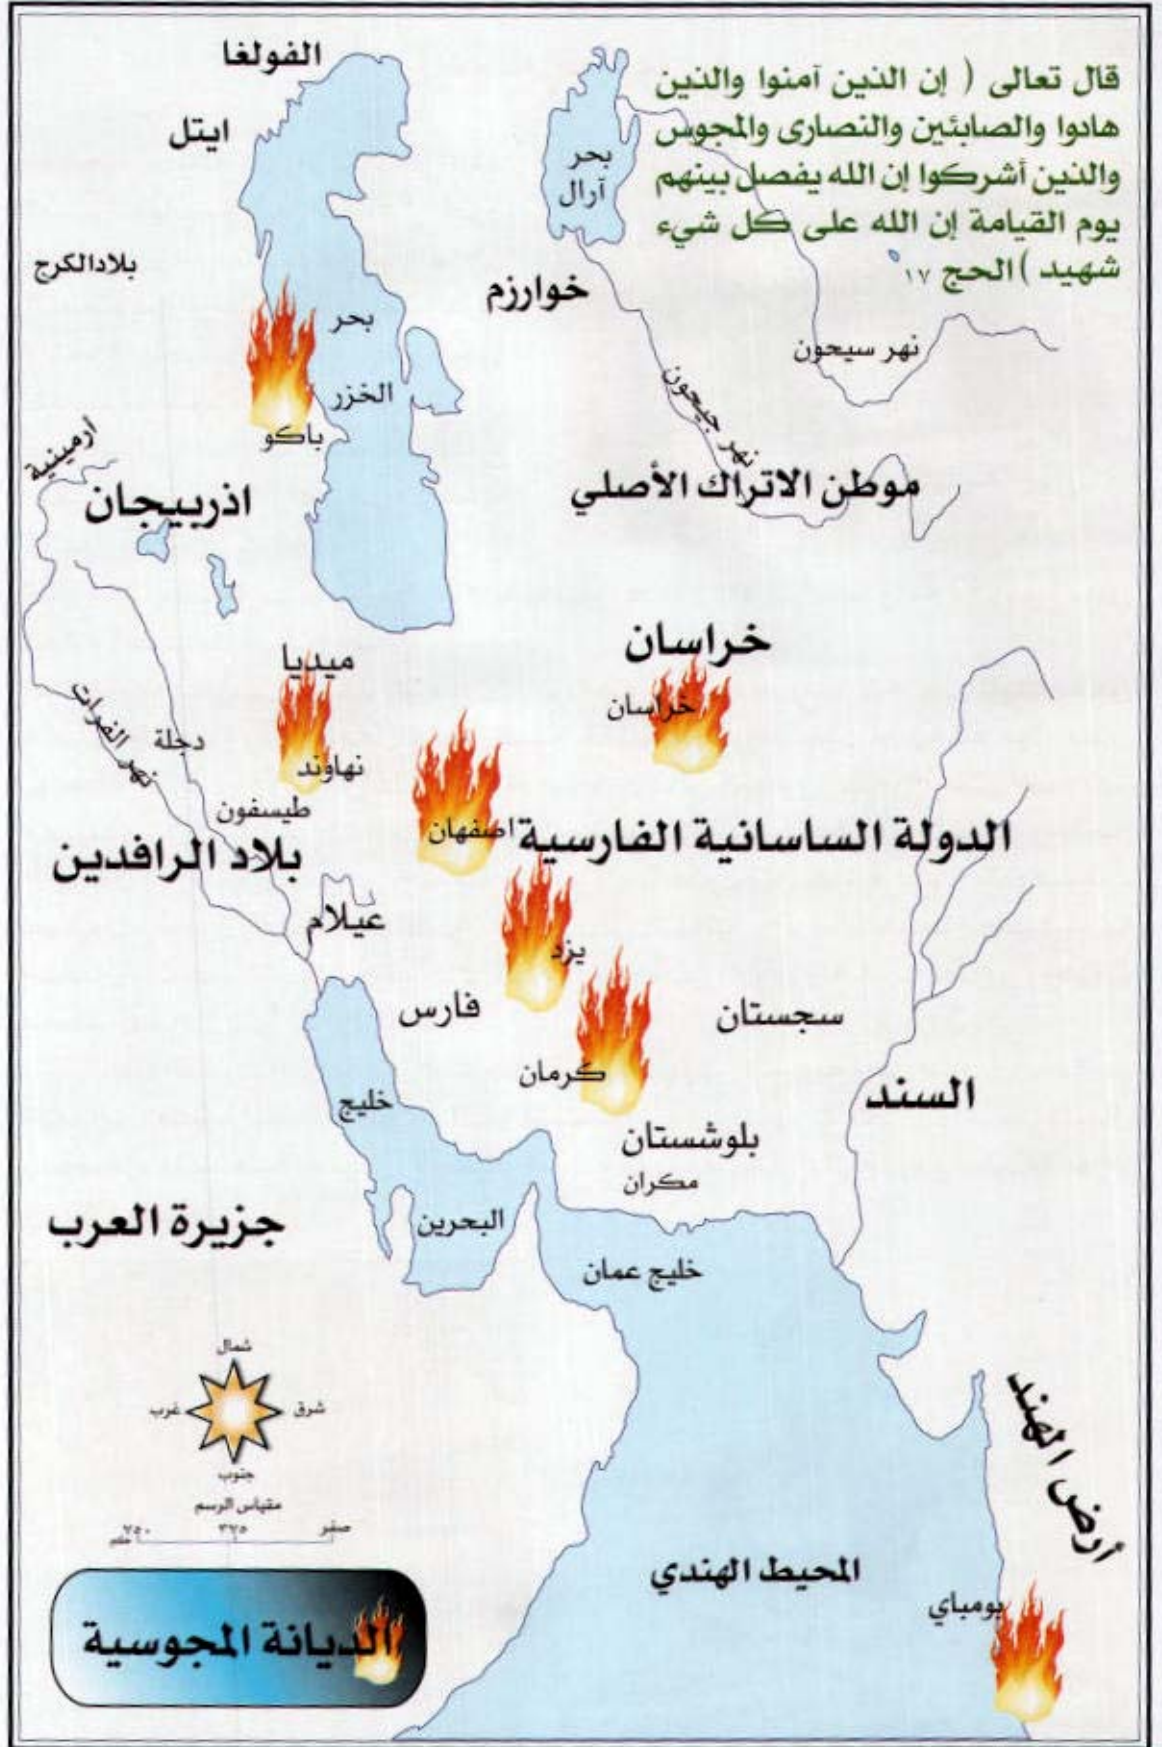 قال تعالى ( إن الذين آمنوا والذين
هادوا والصابئين والنصارى والمجوس
والذين أشركوا إن الله يفصل بينهم
يوم القيامة إن الله على كل شيء
شهيد ) الحج ١٧
الفولغا
ايتل
بحر
آرال
بلاد الكرج
خوارزم
بحر
الخزر
نهر سيحون
نهر جيحون
باكو
ارمينية
اذربيجان
موطن الاتراك الأصلي
خراسان
ميديا
خراسان
نهر الفرات
دجلة
نهاوند
طيسفون
اصفهان
الدولة الساسانية الفارسية
بلاد الرافدين
عيلام
يزد
فارس
سجستان
كرمان
السند
خليج
بلوشستان
مكران
البحرين
جزيرة العرب
خليج عمان
شمال
شرق
غرب
جنوب
مقياس الرسم
صفر
٣٧٥
٧٥٠
أرض الهند
المحيط الهندي
بومباي
الديانة المجوسية